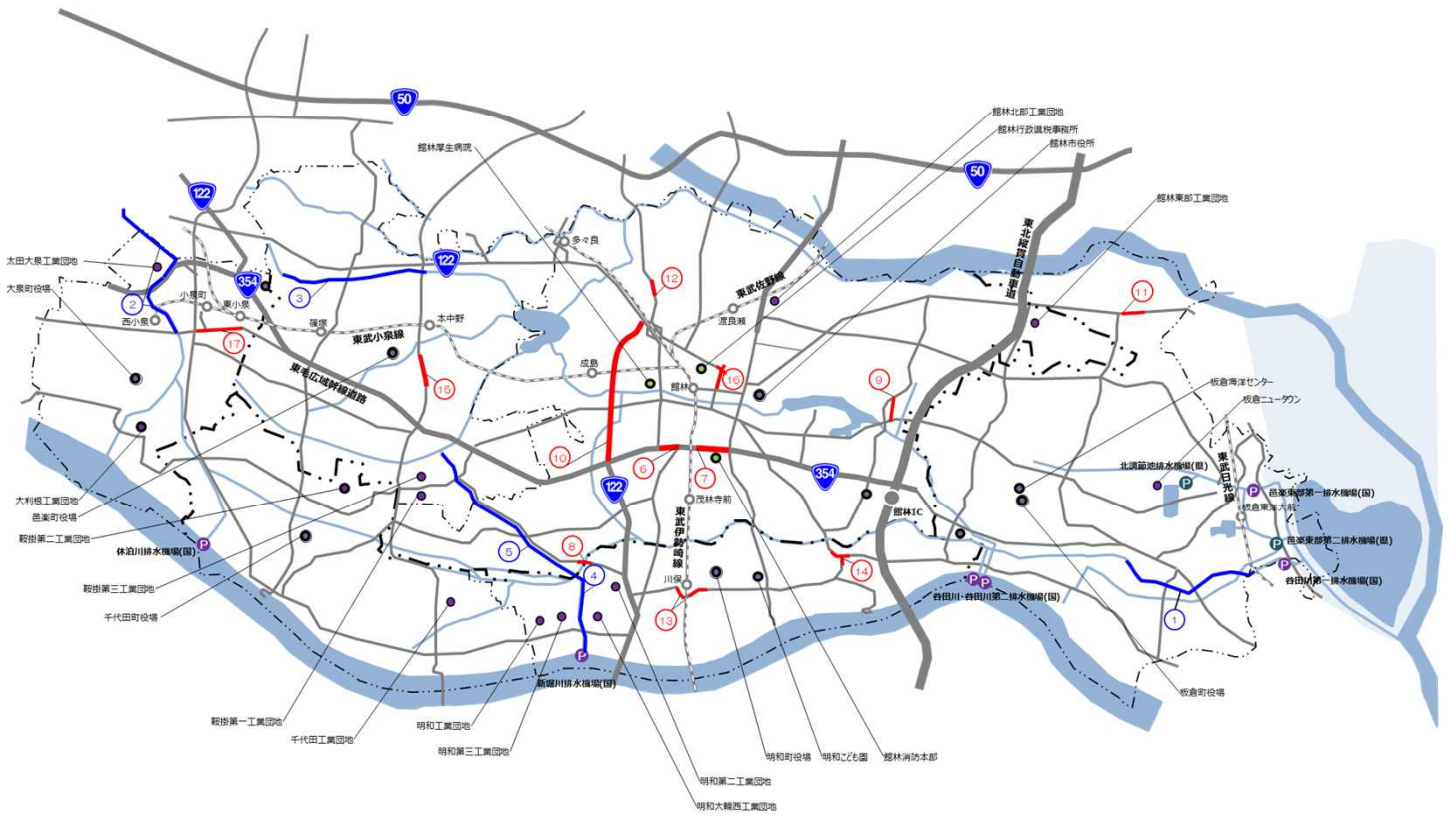 50
館林北部工業団地
館林行政県税事務所
館林市役所
館林厚生病院
50
122
館林東部工業団地
東北縦貫自動車道
多々良
太田大泉工業団地
122
354
12
東武佐野線
11
大泉町役場
2
3
小泉町
東小泉
西小泉
篠塚
本中野
渡良瀬
17
東武小泉線
成島
15
館林
16
9
東毛広域幹線道路
板倉海洋センター
板倉ニュータウン
10
6
7
354
122
北調節池排水機場(県)
P
東武日光線
P
邑楽東部第一排水機場(国)
大利根工業団地
邑楽町役場
茂林寺前
館林IC
板倉東洋大前
鞍掛第二工業団地
P
休泊川排水機場(国)
東武伊勢崎線
P
邑楽東部第二排水機場(県)
5
8
4
14
P
谷田川第一排水機場(国)
鞍掛第三工業団地
川俣
P
P
谷田川・谷田川第二排水機場(国)
千代田町役場
13
1
P
新堀川排水機場(国)
板倉町役場
鞍掛第一工業団地
千代田工業団地
明和工業団地
明和第三工業団地
明和町役場
明和こども園
館林消防本部
明和第二工業団地
明和大輪西工業団地